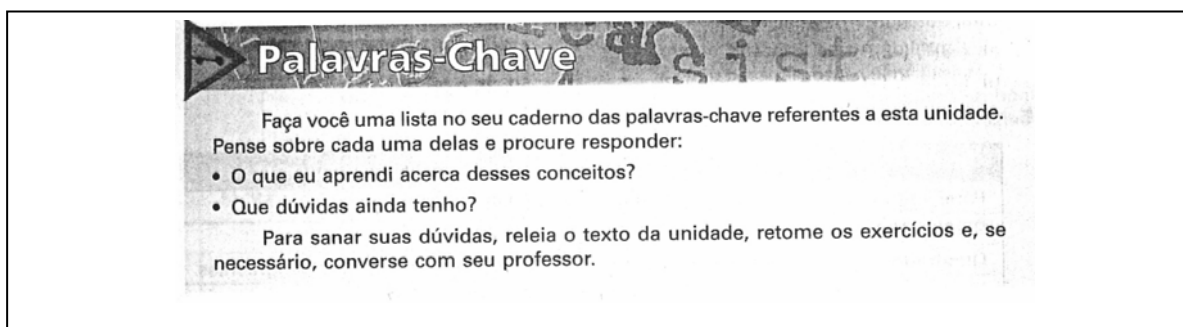 Palavras-Chave
Faça você uma lista no seu caderno das palavras-chave referentes a esta unidade.
Pense sobre cada uma delas e procure responder:
• O que eu aprendi acerca desses conceitos?
• Que dúvidas ainda tenho?
Para sanar suas dúvidas, releia o texto da unidade, retome os exercícios e, se
necessário, converse com seu professor.